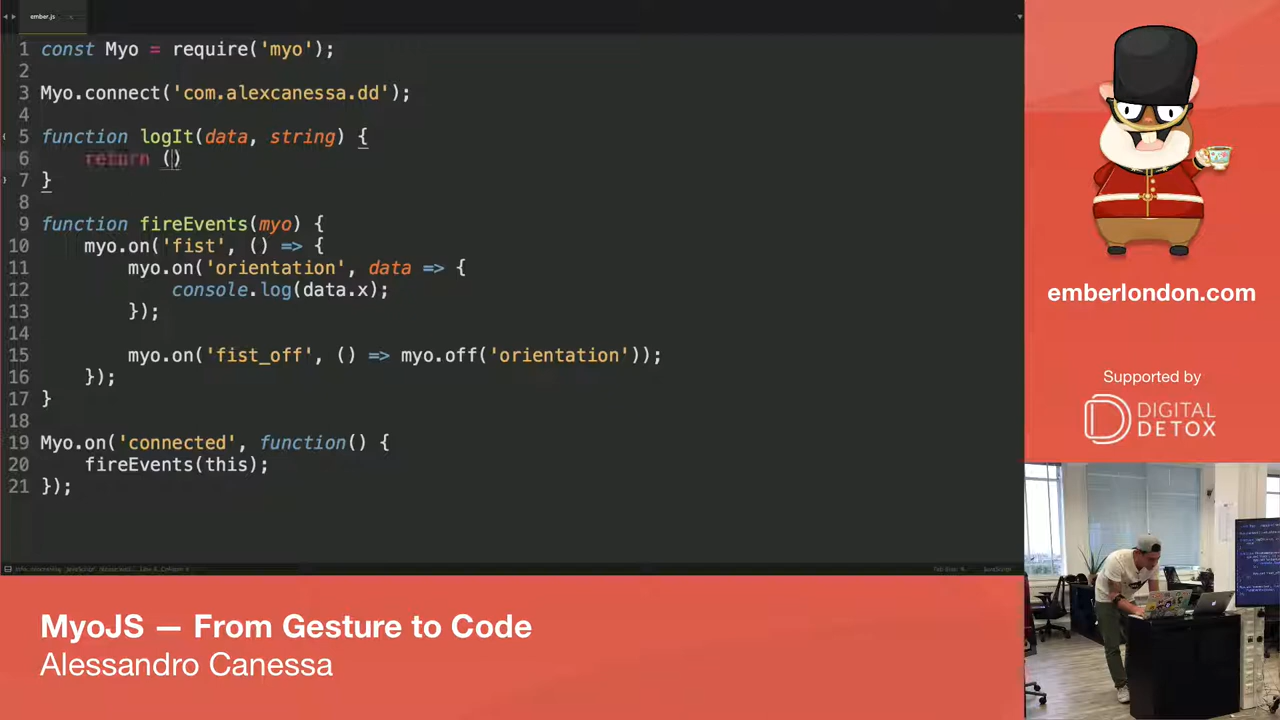 ember.js
1 const Myo = require('myo');
2
3 Myo.connect('com.alexcanessa.dd');
4
5 function logIt(data, string) {
6 return ()
7 }
8
9 function fireEvents(myo) {
10 myo.on('fist', () => {
11 myo.on('orientation', data => {
12 console.log(data.x);
13 });
14
15 myo.on('fist_off', () => myo.off('orientation'));
16 });
17 }
18
19 Myo.on('connected', function() {
20 fireEvents(this);
21 });
emberlondon.com
Supported by
DIGITAL
DETOX
MyoJS — From Gesture to Code
Alessandro Canessa